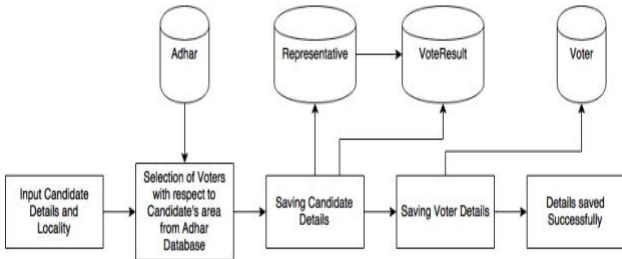 Adhar
Representative
VoteResult
Voter
Input Candidate
Details and
Locality
Selection of Voters
with respect to
Candidate's area
from Adhar
Database
Saving Candidate
Details
Saving Voter Details
Details saved
Successfully